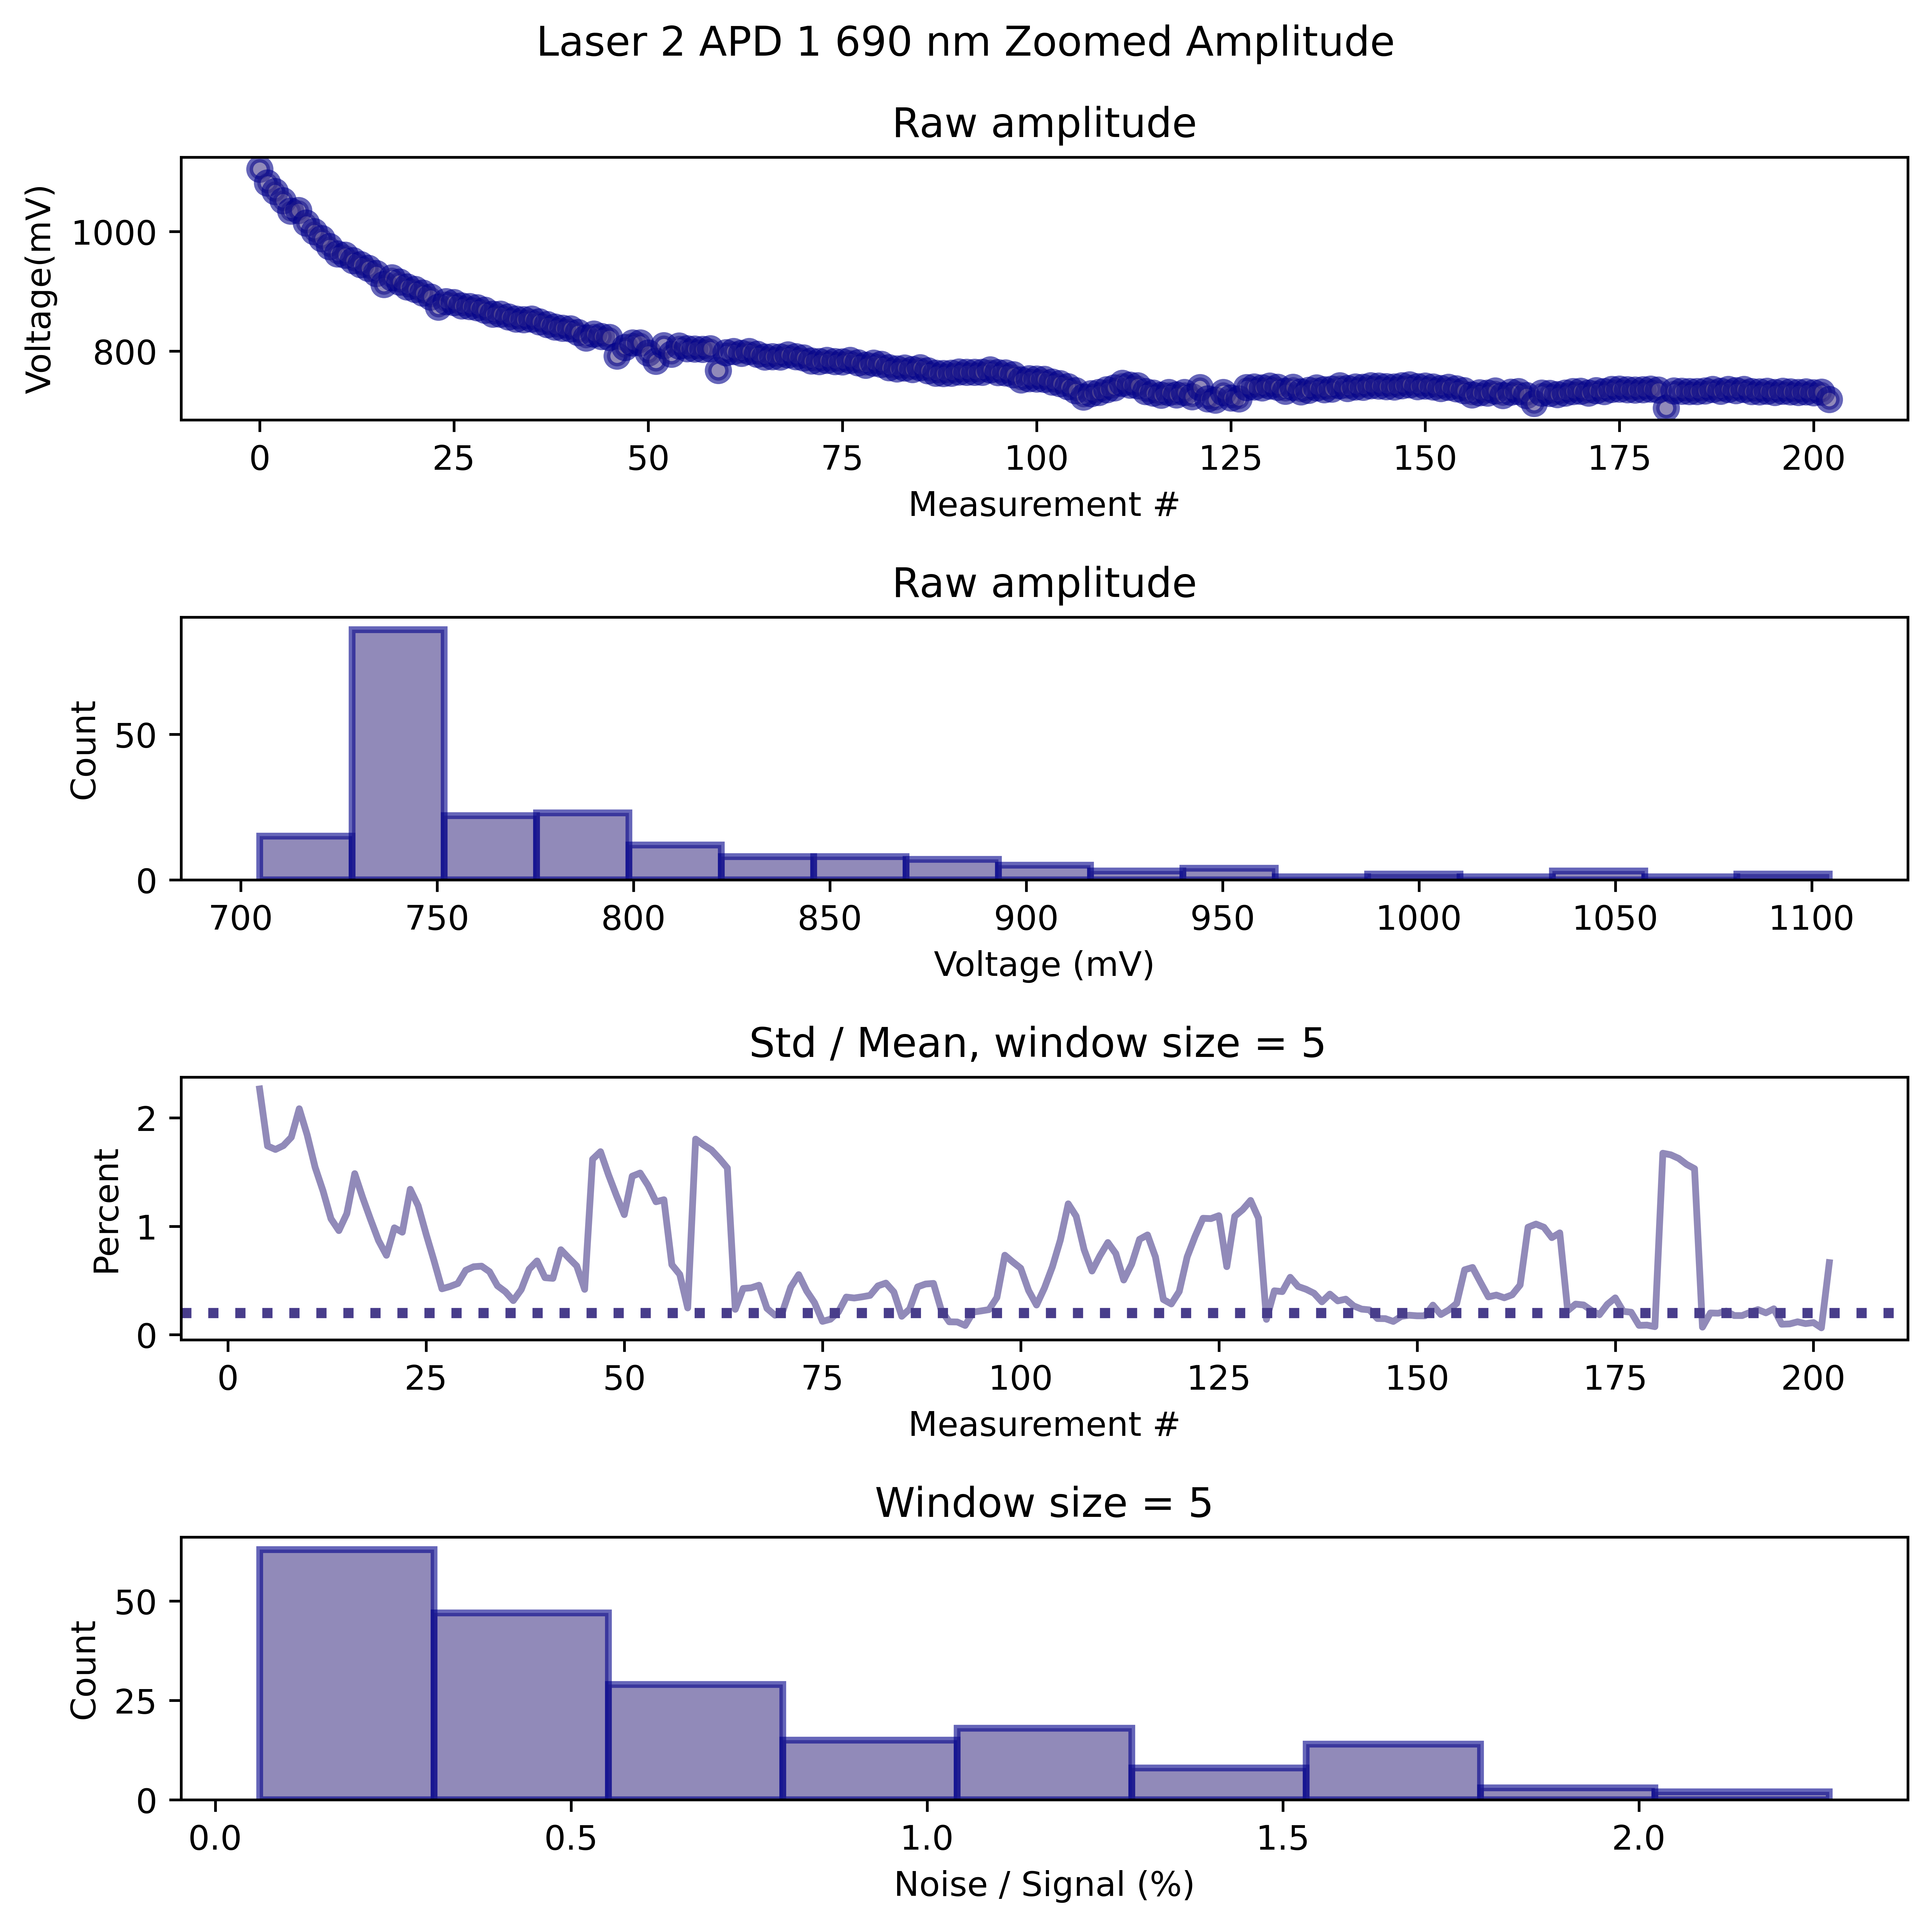 Laser 2 APD 1 690 nm Zoomed Amplitude
Raw amplitude
Voltage(mV)
1000
800
0 25 50 75 100 125 150 175 200
Measurement #
Raw amplitude
Count
50
0
700 750 800 850 900 950 1000 1050 1100
Voltage (mV)
Std / Mean, window size = 5
Percent
2
1
0
0 25 50 75 100 125 150 175 200
Measurement #
Window size = 5
Count
50
25
0
0.0 0.5 1.0 1.5 2.0
Noise / Signal (%)